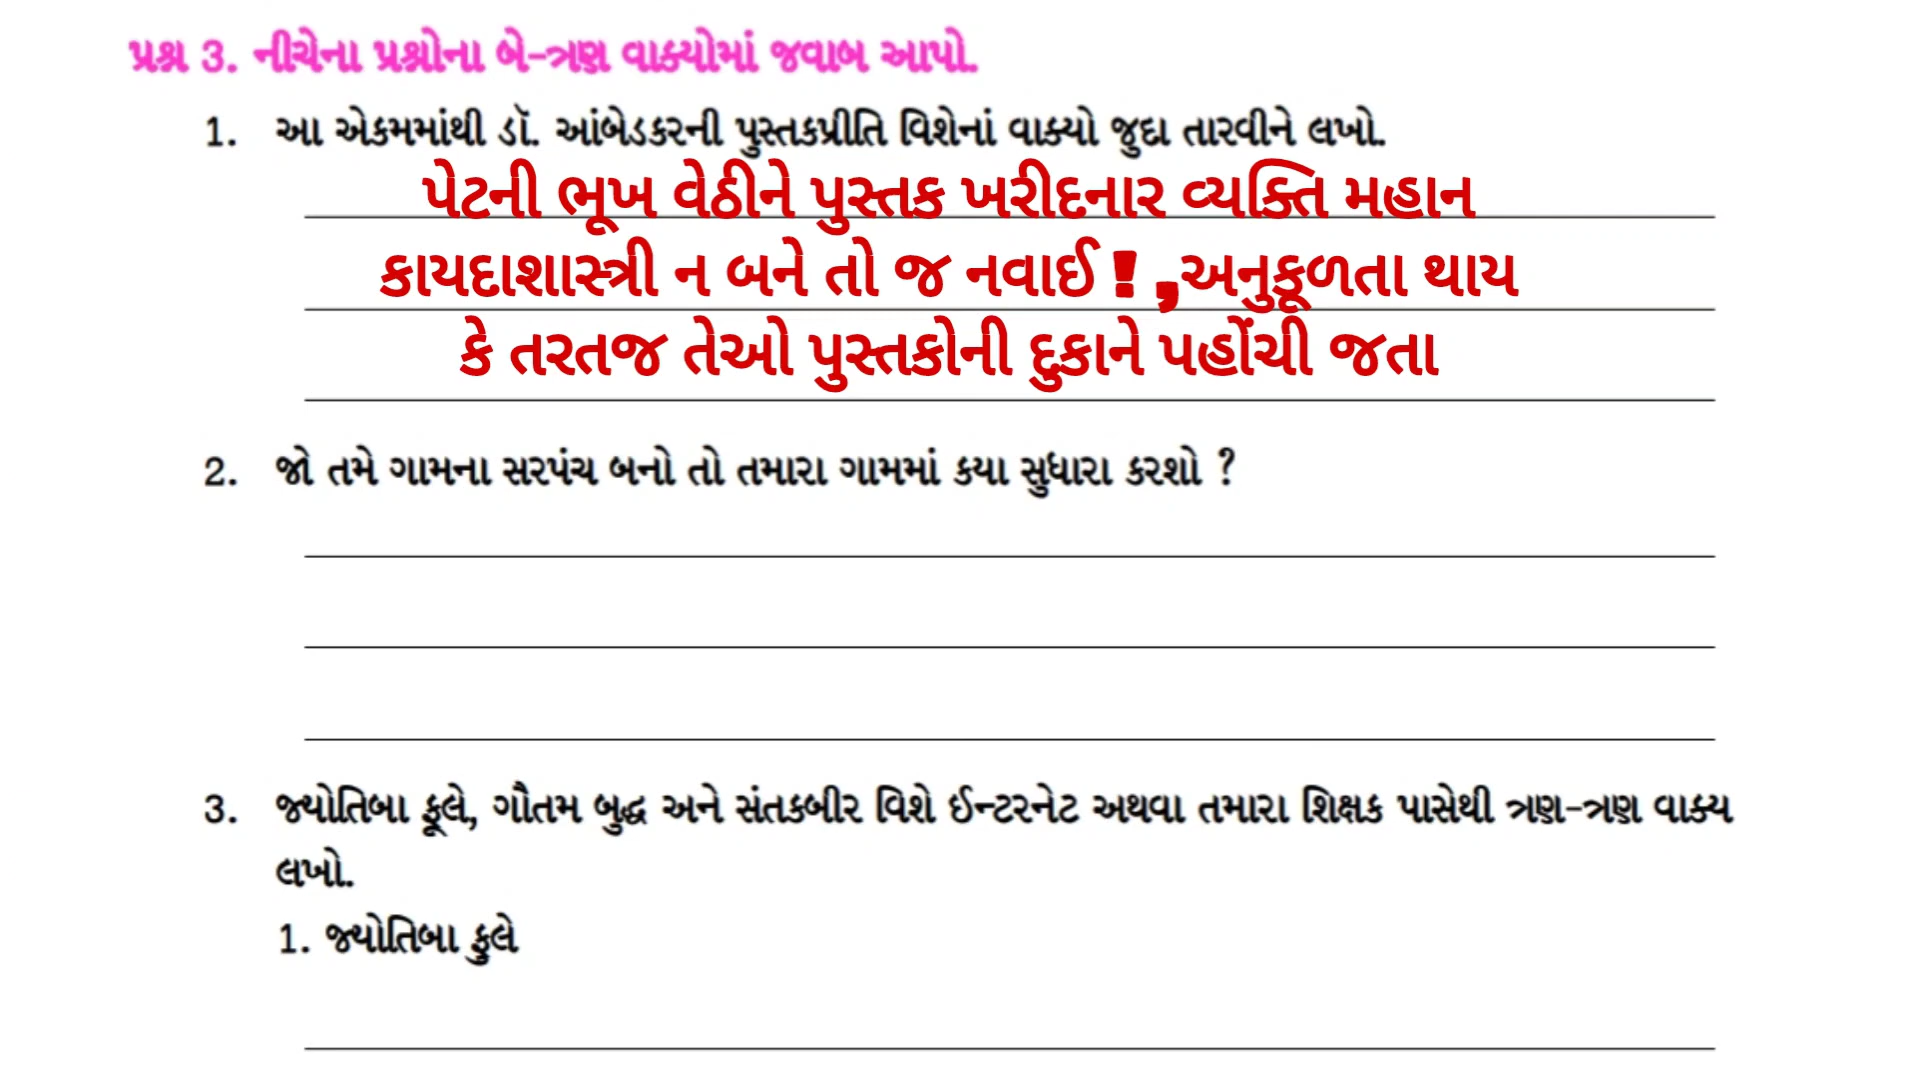 પ્રશ્ન 3. નીચેના પ્રશ્નોના બે-ત્રણ વાક્યોમાં જવાબ આપો.
1. આ એકમમાંથી ડૉ. આંબેડકરની પુસ્તકપ્રીતિ વિશેનાં વાક્યો જુદા તારવીને લખો.
પેટની ભૂખ વેઠીને પુસ્તક ખરીદનાર વ્યક્તિ મહાન
કાયદાશાસ્ત્રી ન બને તો જ નવાઈ ! ,અનુકૂળતા થાય
કે તરતજ તેઓ પુસ્તકોની દુકાને પહોંચી જતા
2. જો તમે ગામના સરપંચ બનો તો તમારા ગામમાં કયા સુધારા કરશો ?
3. જ્યોતિબા ફૂલે, ગૌતમ બુદ્ધ અને સંતકબીર વિશે ઈન્ટરનેટ અથવા તમારા શિક્ષક પાસેથી ત્રણ-ત્રણ વાક્ય
લખો.
1. જ્યોતિબા ફુલે